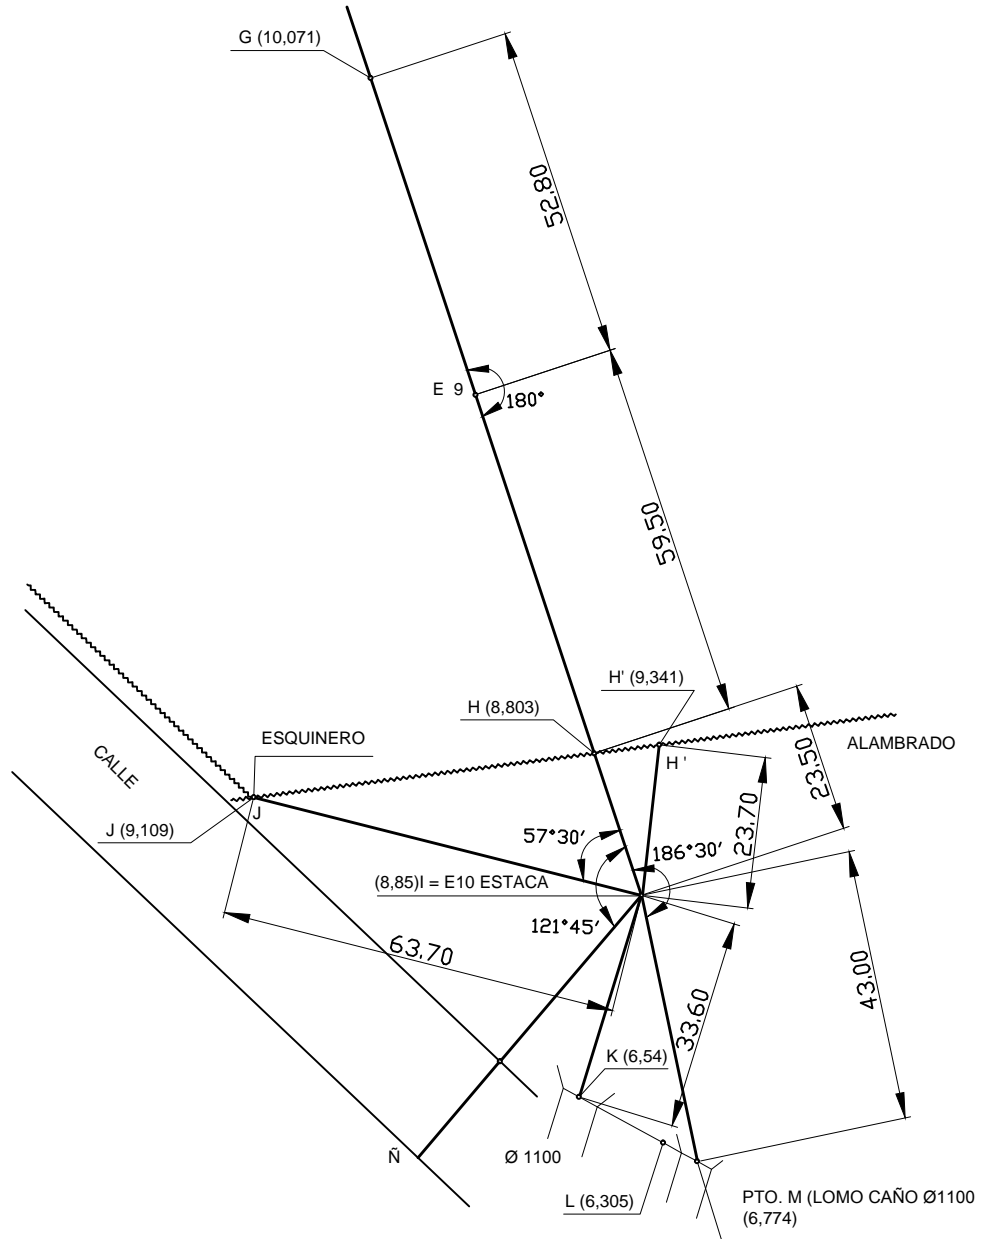 G (10,071)
52.80
E 9
180°
59.50
H' (9,341)
H (8,803)
ESQUINERO
ALAMBRADO
H '
CALLE
23.50
J
J (9,109)
23.70
57°30'
186°30'
(8,85)I = E10 ESTACA
121°45'
63.70
43.00
33.60
K (6,54)
Ñ
Ø 1100
L (6,305)
PTO. M (LOMO CAÑO Ø1100
(6,774)